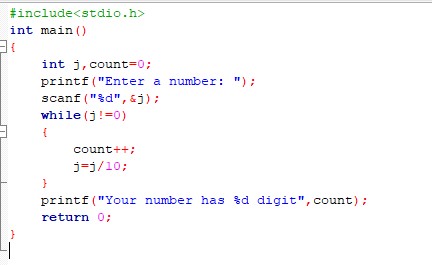 #include<stdio.h>
int main()
{
int j,count=0;
printf("Enter a number: ");
scanf("%d",&j);
while(j!=0)
{
count++;
j=j/10;
}
printf("Your number has %d digit",count);
return 0;
}